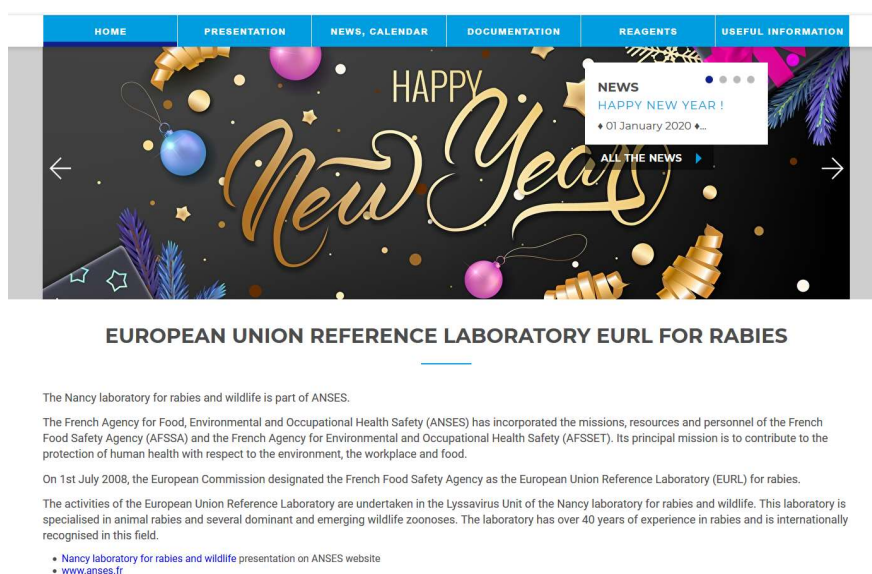 HOME PRESENTATION NEWS, CALENDAR DOCUMENTATION REAGENTS USEFUL INFORMATION
HAPPY
New Year
NEWS
HAPPY NEW YEAR !
♦ 01 January 2020 ♦...
ALL THE NEWS
EUROPEAN UNION REFERENCE LABORATORY EURL FOR RABIES
The Nancy laboratory for rabies and wildlife is part of ANSES.
The French Agency for Food, Environmental and Occupational Health Safety (ANSES) has incorporated the missions, resources and personnel of the French
Food Safety Agency (AFSSA) and the French Agency for Environmental and Occupational Health Safety (AFSSET). Its principal mission is to contribute to the
protection of human health with respect to the environment, the workplace and food.
On 1st July 2008, the European Commission designated the French Food Safety Agency as the European Union Reference Laboratory (EURL) for rabies.
The activities of the European Union Reference Laboratory are undertaken in the Lyssavirus Unit of the Nancy laboratory for rabies and wildlife. This laboratory is
specialised in animal rabies and several dominant and emerging wildlife zoonoses. The laboratory has over 40 years of experience in rabies and is internationally
recognised in this field.
• Nancy laboratory for rabies and wildlife presentation on ANSES website
• www.anses.fr